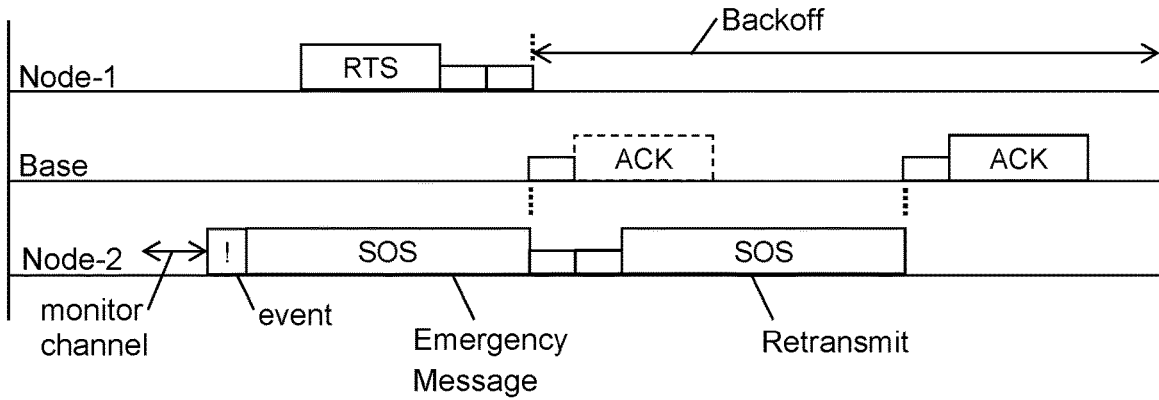 Backoff
RTS
Node-1
ACK
ACK
Base
! SOS SOS
Node-2
monitor
channel
event
Emergency
Message
Retransmit